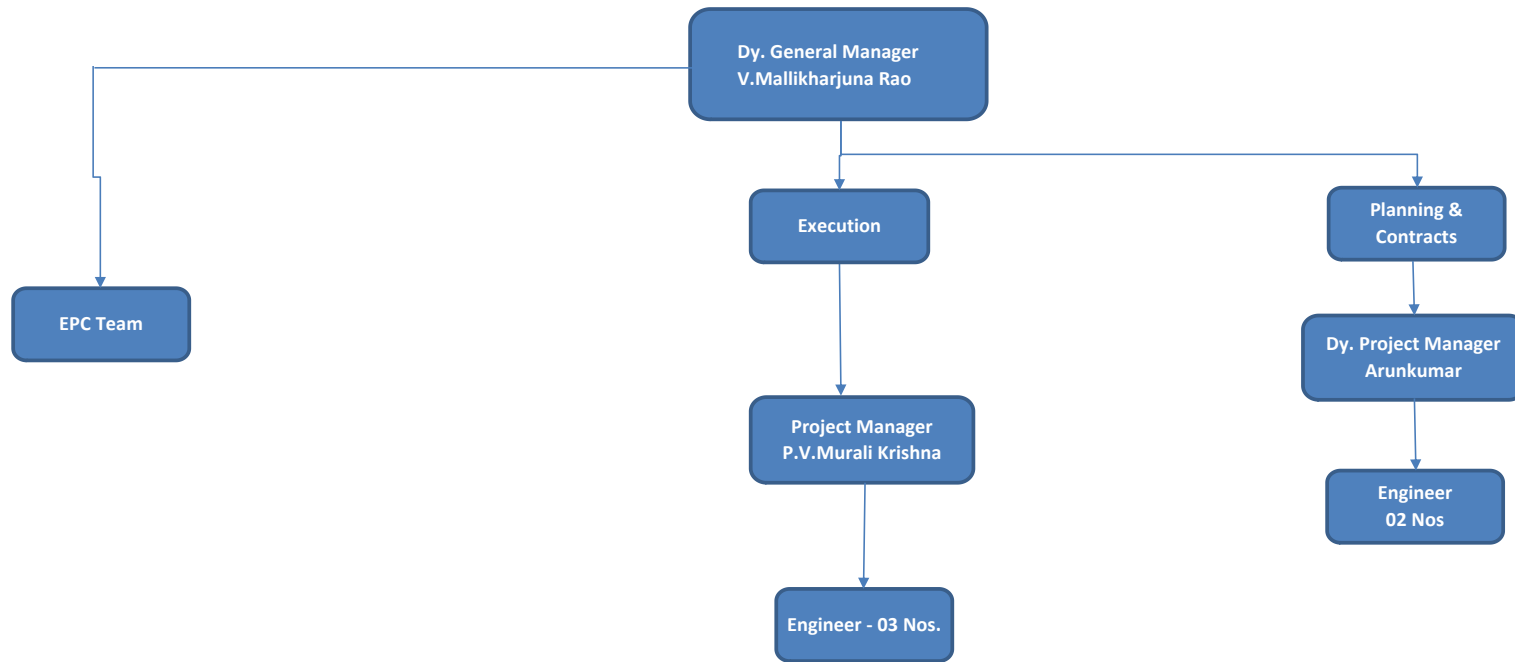 Dy. General Manager
V.Mallikharjuna Rao
Execution
Planning &
Contracts
EPC Team
Dy. Project Manager
Arunkumar
Project Manager
P.V.Murali Krishna
Engineer
02 Nos
Engineer - 03 Nos.